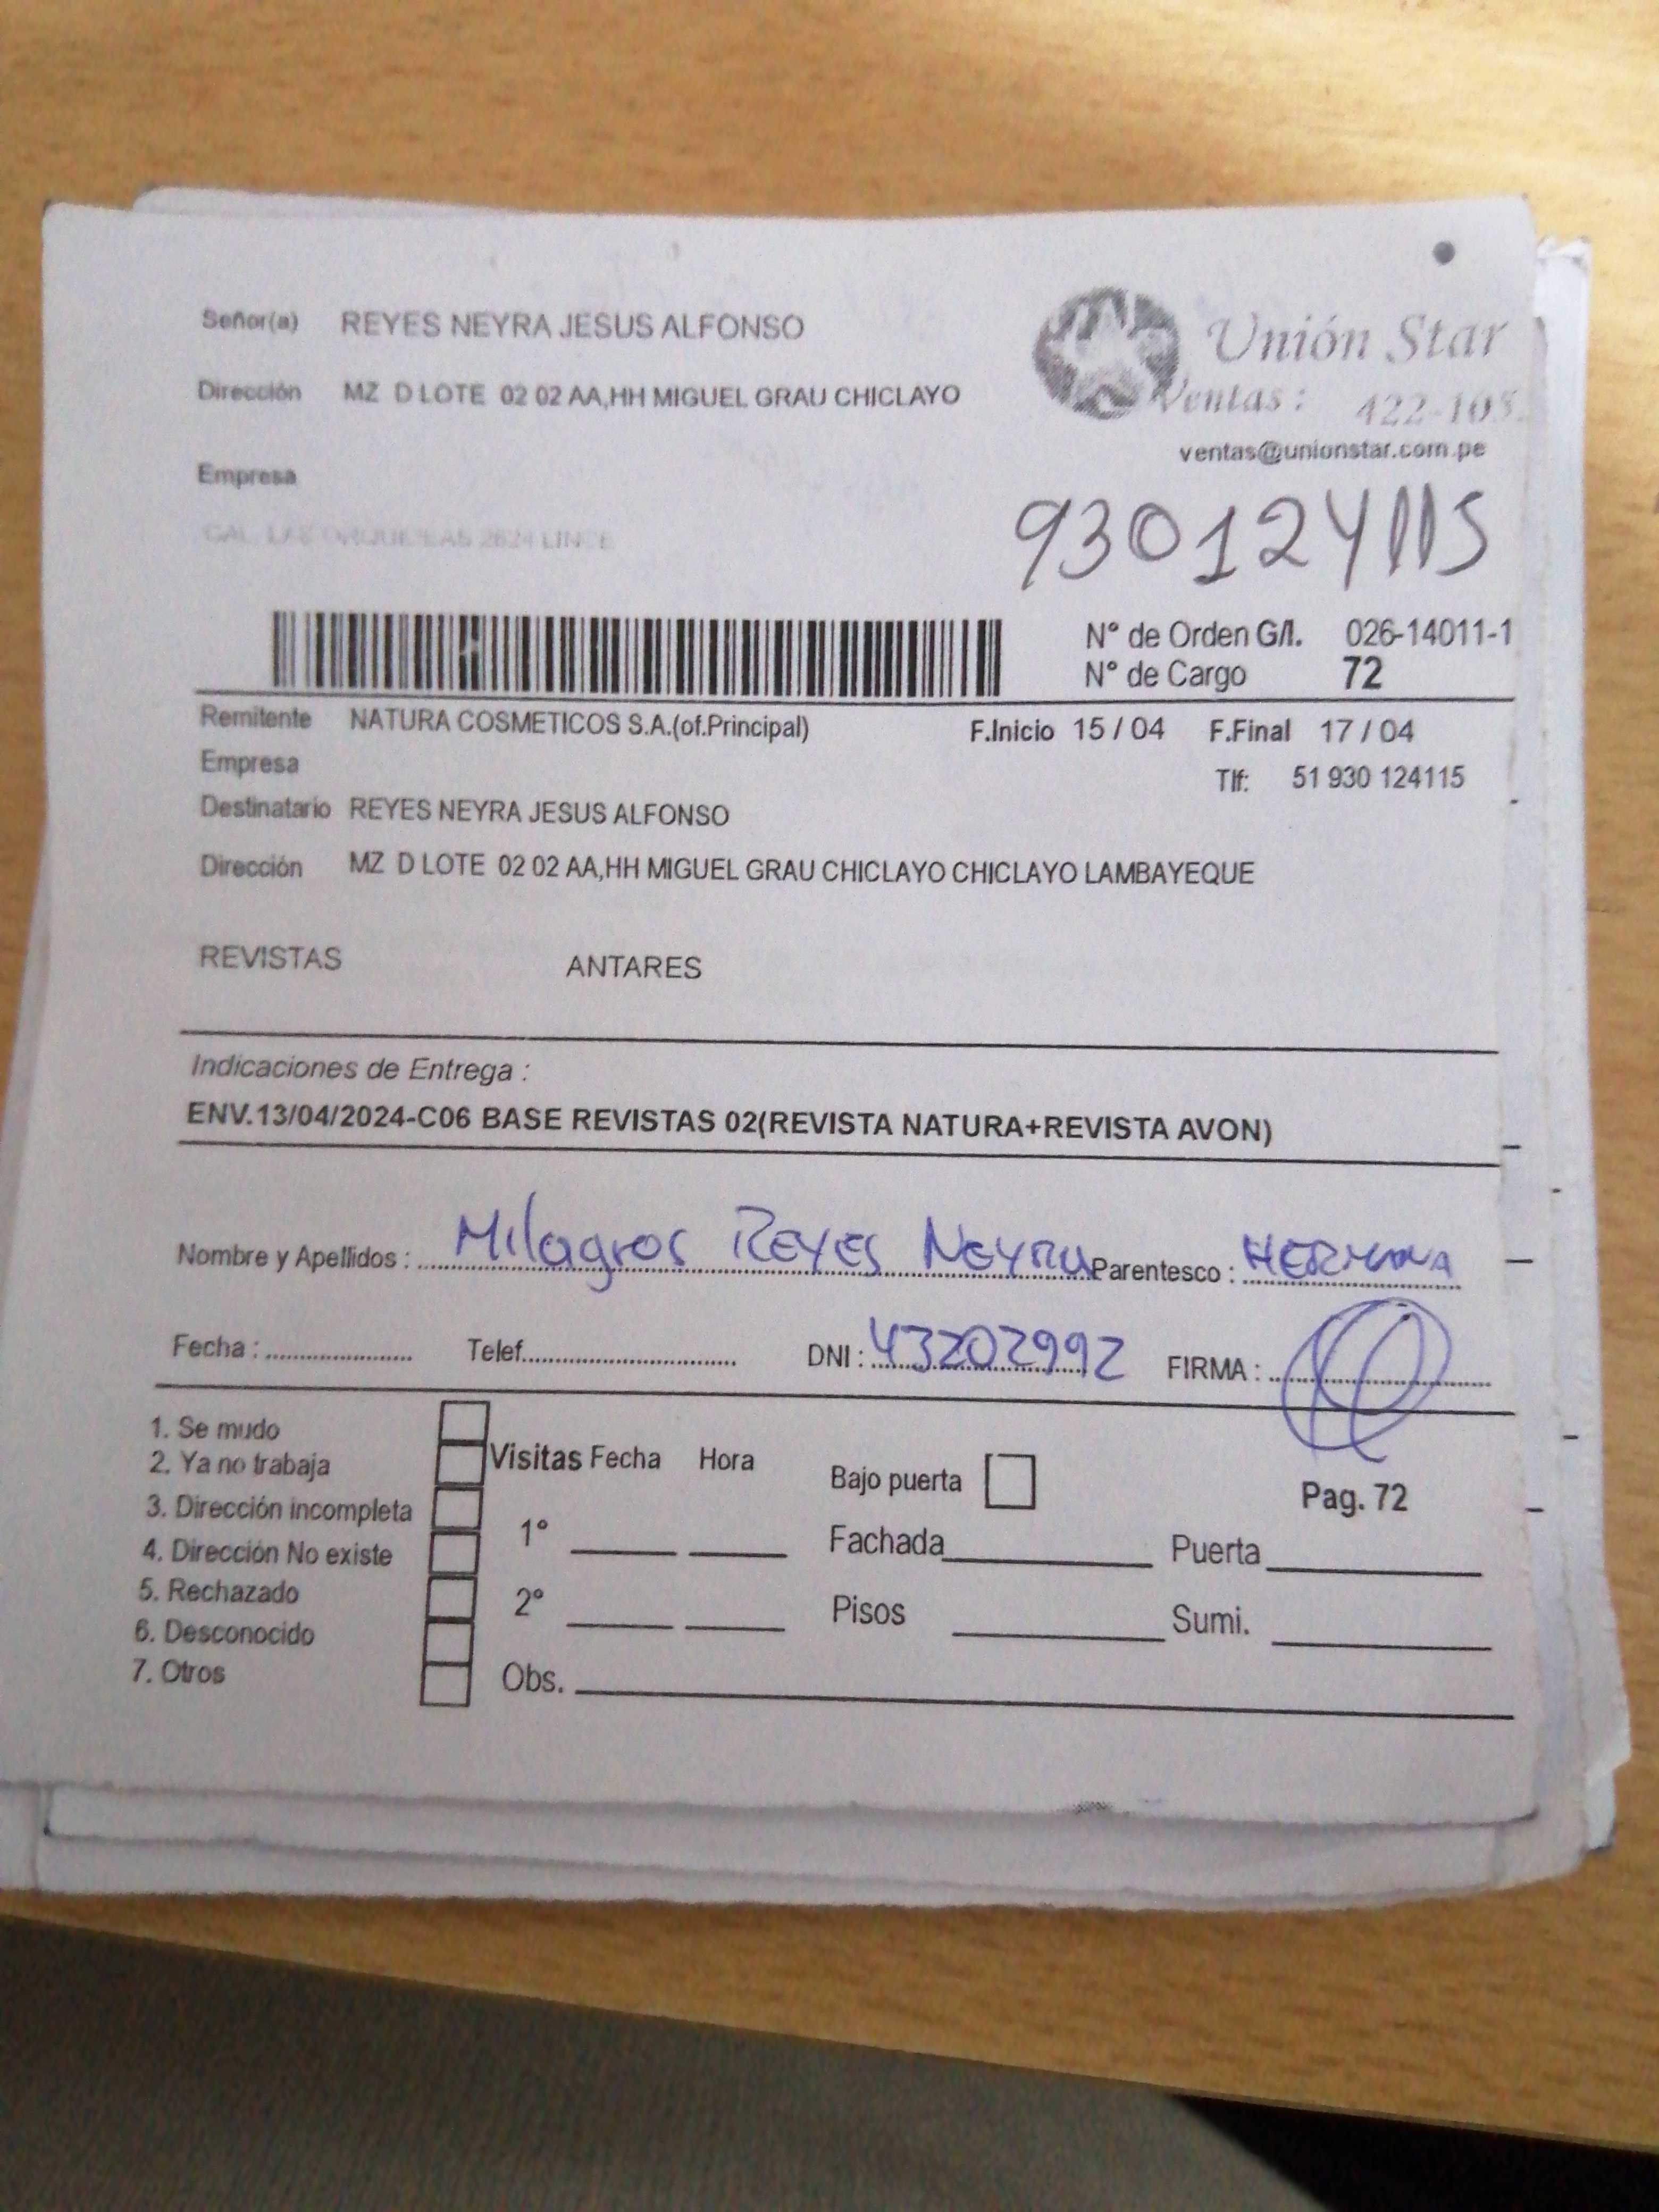 Señor(a) REYES NEYRA JESUS ALFONSO
Unión Star
Dirección MZ D LOTE 02 02 AA,HH MIGUEL GRAU CHICLAYO
Ventas : 422-105
ventas@unionstar.com.pe
Empresa
930124115
2624 LINCE
N° de Orden G/I. 026-14011-1
N° de Cargo 72
Remitente NATURA COSMETICOS S.A.(of.Principal) F.Inicio 15 / 04 F.Final 17 / 04
Empresa
Tlf: 51 930 124115
Destinatario REYES NEYRA JESUS ALFONSO
Dirección MZ D LOTE 02 02 AA,HH MIGUEL GRAU CHICLAYO CHICLAYO LAMBAYEQUE
REVISTAS ANTARES
Indicaciones de Entrega :
ENV.13/04/2024-C06 BASE REVISTAS 02(REVISTA NATURA+REVISTA AVON)
Nombre y Apellidos : Milagros REYES NEYRA Parentesco : HERMANA
Fecha : Telef. DNI : 43202992 FIRMA :
1. Se mudo
2. Ya no trabaja
3. Dirección incompleta
4. Dirección No existe
5. Rechazado
6. Desconocido
7. Otros
Visitas Fecha Hora
1°
2°
Obs.
Bajo puerta
Pag. 72
Fachada Puerta
Pisos Sumi.